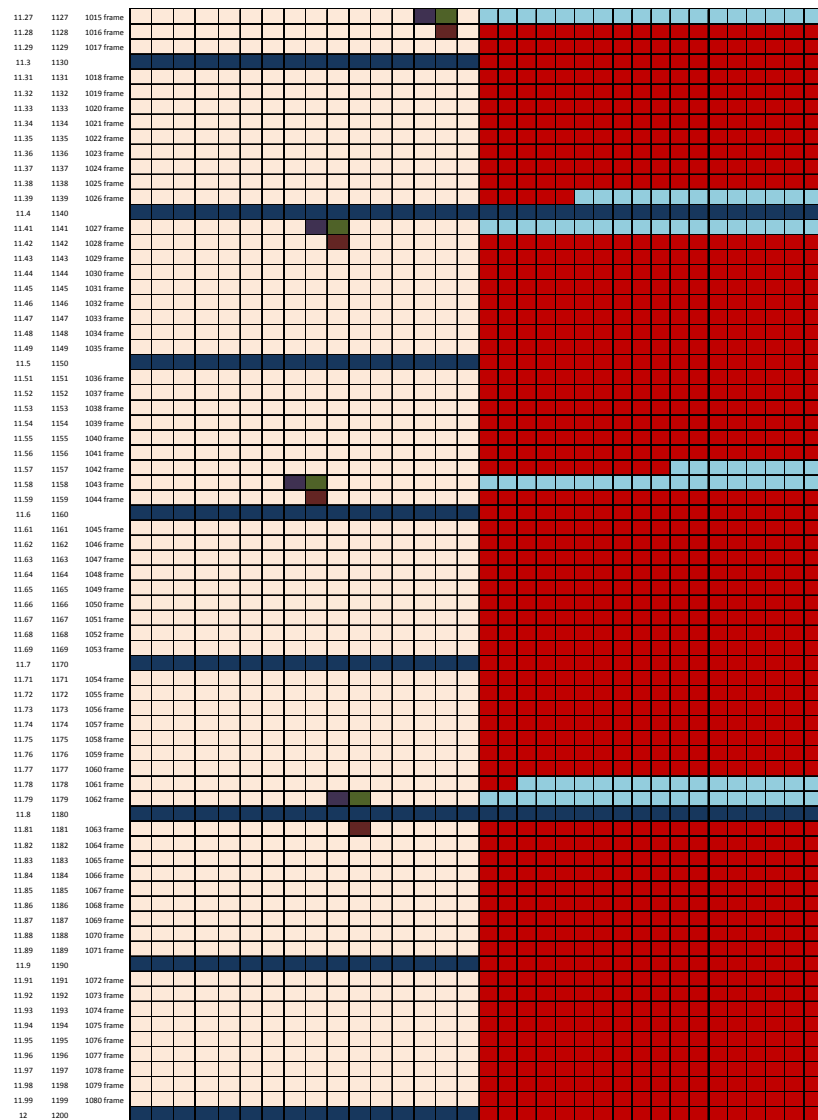 11.27 1127 1015 frame
11.28 1128 1016 frame
11.29 1129 1017 frame
11.3 1130
11.31 1131 1018 frame
11.32 1132 1019 frame
11.33 1133 1020 frame
11.34 1134 1021 frame
11.35 1135 1022 frame
11.36 1136 1023 frame
11.37 1137 1024 frame
11.38 1138 1025 frame
11.39 1139 1026 frame
11.4 1140
11.41 1141 1027 frame
11.42 1142 1028 frame
11.43 1143 1029 frame
11.44 1144 1030 frame
11.45 1145 1031 frame
11.46 1146 1032 frame
11.47 1147 1033 frame
11.48 1148 1034 frame
11.49 1149 1035 frame
11.5 1150
11.51 1151 1036 frame
11.52 1152 1037 frame
11.53 1153 1038 frame
11.54 1154 1039 frame
11.55 1155 1040 frame
11.56 1156 1041 frame
11.57 1157 1042 frame
11.58 1158 1043 frame
11.59 1159 1044 frame
11.6 1160
11.61 1161 1045 frame
11.62 1162 1046 frame
11.63 1163 1047 frame
11.64 1164 1048 frame
11.65 1165 1049 frame
11.66 1166 1050 frame
11.67 1167 1051 frame
11.68 1168 1052 frame
11.69 1169 1053 frame
11.7 1170
11.71 1171 1054 frame
11.72 1172 1055 frame
11.73 1173 1056 frame
11.74 1174 1057 frame
11.75 1175 1058 frame
11.76 1176 1059 frame
11.77 1177 1060 frame
11.78 1178 1061 frame
11.79 1179 1062 frame
11.8 1180
11.81 1181 1063 frame
11.82 1182 1064 frame
11.83 1183 1065 frame
11.84 1184 1066 frame
11.85 1185 1067 frame
11.86 1186 1068 frame
11.87 1187 1069 frame
11.88 1188 1070 frame
11.89 1189 1071 frame
11.9 1190
11.91 1191 1072 frame
11.92 1192 1073 frame
11.93 1193 1074 frame
11.94 1194 1075 frame
11.95 1195 1076 frame
11.96 1196 1077 frame
11.97 1197 1078 frame
11.98 1198 1079 frame
11.99 1199 1080 frame
12 1200